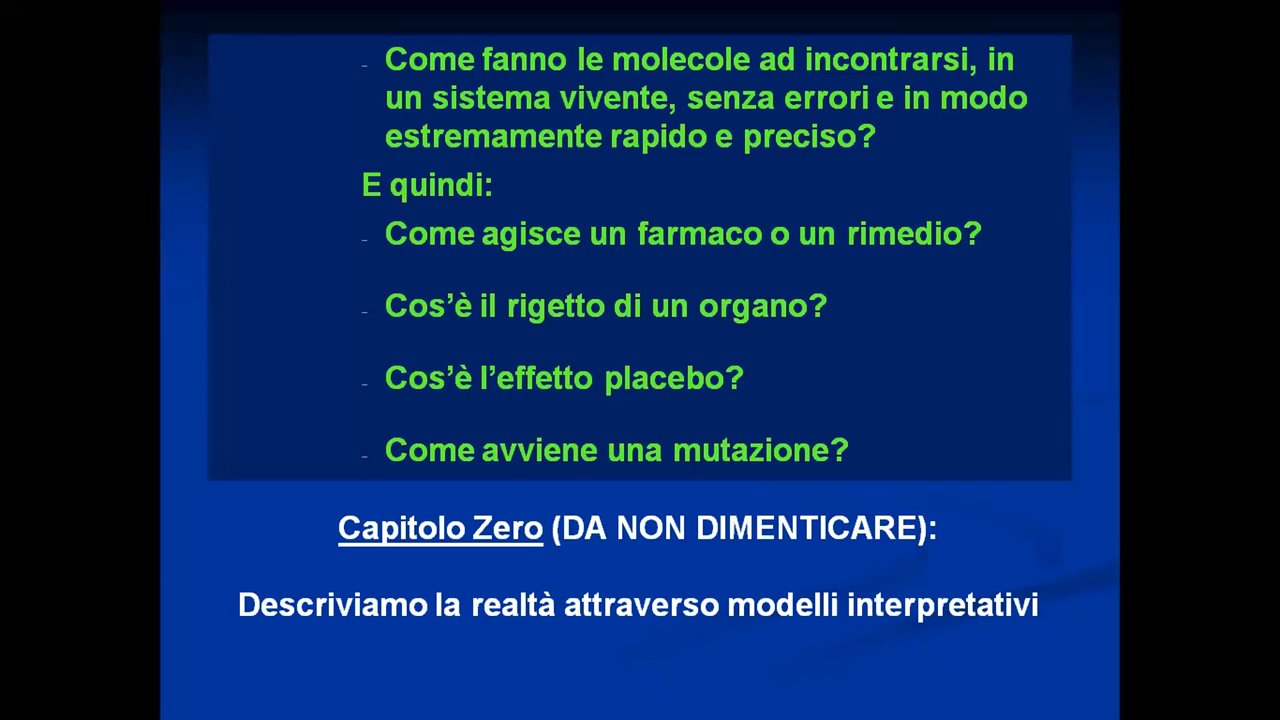 - Come fanno le molecole ad incontrarsi, in
un sistema vivente, senza errori e in modo
estremamente rapido e preciso?
E quindi:
- Come agisce un farmaco o un rimedio?
- Cos’è il rigetto di un organo?
- Cos’è l’effetto placebo?
- Come avviene una mutazione?
Capitolo Zero (DA NON DIMENTICARE):
Descriviamo la realtà attraverso modelli interpretativi